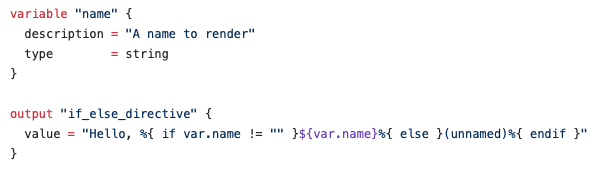 variable "name" {
  description = "A name to render"
  type        = string
}

output "if_else_directive" {
  value = "Hello, %{ if var.name != "" }${var.name}%{ else }(unnamed)%{ endif }"
}